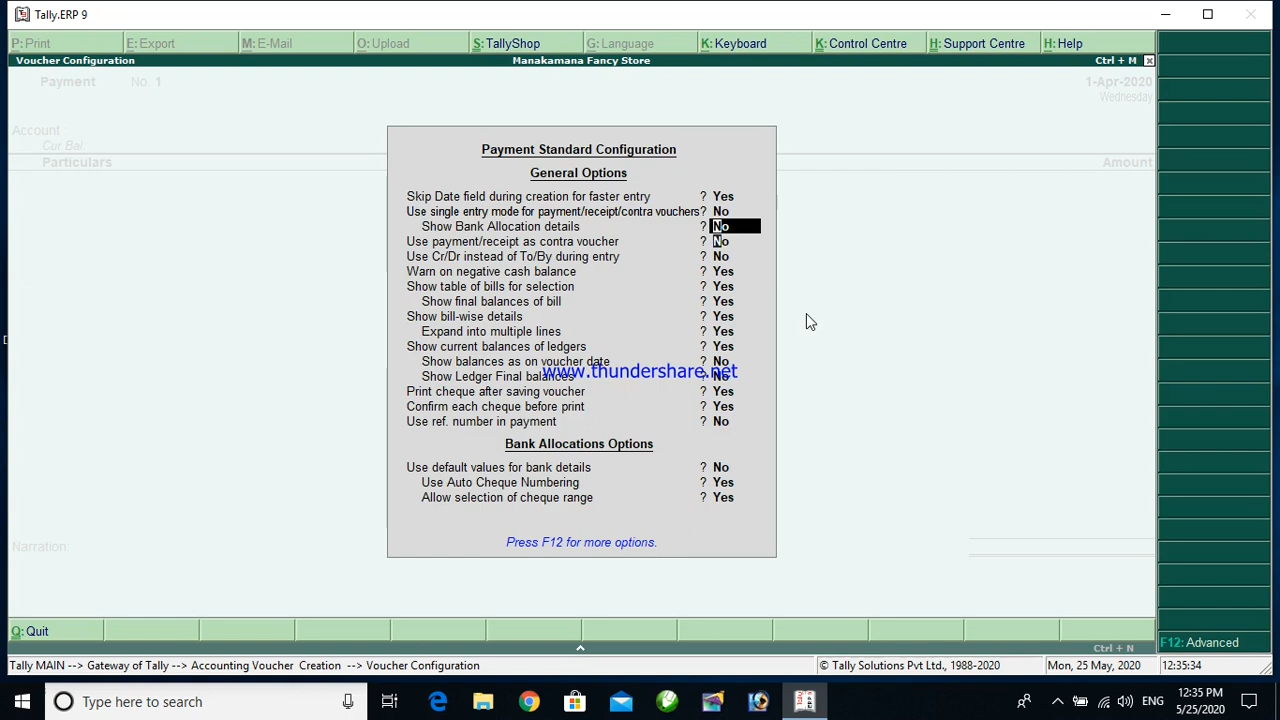 Tally.ERP 9
P: Print
E: Export
M: E-Mail
O: Upload
S: TallyShop
G: Language
K: Keyboard
K: Control Centre
H: Support Centre
H: Help
Voucher Configuration
Manakamana Fancy Store
Ctrl + M
Payment No. 1
1-Apr-2020
Wednesday
Account
Cur Bal:
Particulars
Amount
Payment Standard Configuration
General Options
Skip Date field during creation for faster entry ? Yes
Use single entry mode for payment/receipt/contra vouchers ? No
Show Bank Allocation details ? No
Use payment/receipt as contra voucher ? No
Use Cr/Dr instead of To/By during entry ? No
Warn on negative cash balance ? Yes
Show table of bills for selection ? Yes
Show final balances of bill ? Yes
Show bill-wise details ? Yes
Expand into multiple lines ? Yes
Show current balances of ledgers ? Yes
Show balances as on voucher date ? No
www.thundershare.net
Show Ledger Final balances ? No
Print cheque after saving voucher ? Yes
Confirm each cheque before print ? Yes
Use ref. number in payment ? No
Bank Allocations Options
Use default values for bank details ? No
Use Auto Cheque Numbering ? Yes
Allow selection of cheque range ? Yes
Press F12 for more options.
Narration:
Q: Quit
F12: Advanced
Ctrl + N
Tally MAIN --> Gateway of Tally --> Accounting Voucher Creation --> Voucher Configuration
© Tally Solutions Pvt Ltd., 1988-2020
Mon, 25 May, 2020
12:35:34
Type here to search
ENG
12:35 PM
5/25/2020